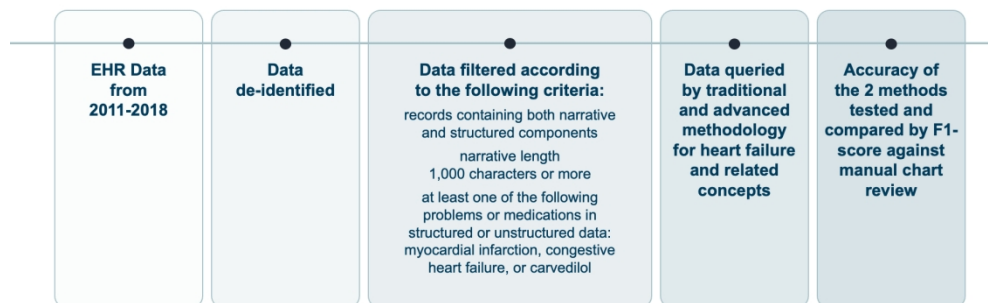 EHR Data
from
2011-2018
Data
de-identified
Data filtered according
to the following criteria:
records containing both narrative
and structured components
narrative length
1,000 characters or more
at least one of the following
problems or medications in
structured or unstructured data:
myocardial infarction, congestive
heart failure, or carvedilol
Data queried
by traditional
and advanced
methodology
for heart failure
and related
concepts
Accuracy of
the 2 methods
tested and
compared by F1-
score against
manual chart
review